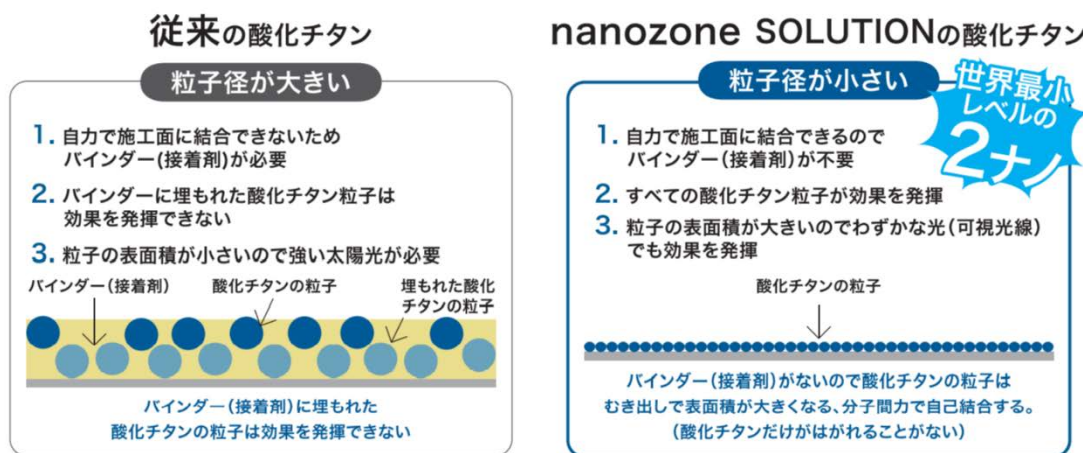 従来の酸化チタン
粒子径が大きい
1. 自力で施工面に結合できないため
バインダー(接着剤)が必要
2. バインダーに埋もれた酸化チタン粒子は
効果を発揮できない
3. 粒子の表面積が小さいので強い太陽光が必要
バインダー(接着剤)
酸化チタンの粒子
埋もれた酸化
チタンの粒子
バインダー(接着剤)に埋もれた
酸化チタンの粒子は効果を発揮できない
nanozone SOLUTIONの酸化チタン
粒子径が小さい
世界最小
レベルの
2ナノ
1. 自力で施工面に結合できるので
バインダー(接着剤)が不要
2. すべての酸化チタン粒子が効果を発揮
3. 粒子の表面積が大きいのでわずかな光(可視光線)
でも効果を発揮
酸化チタンの粒子
バインダー(接着剤)がないので酸化チタンの粒子は
むき出しで表面積が大きくなる、分子間力で自己結合する。
(酸化チタンだけがはがれることがない)